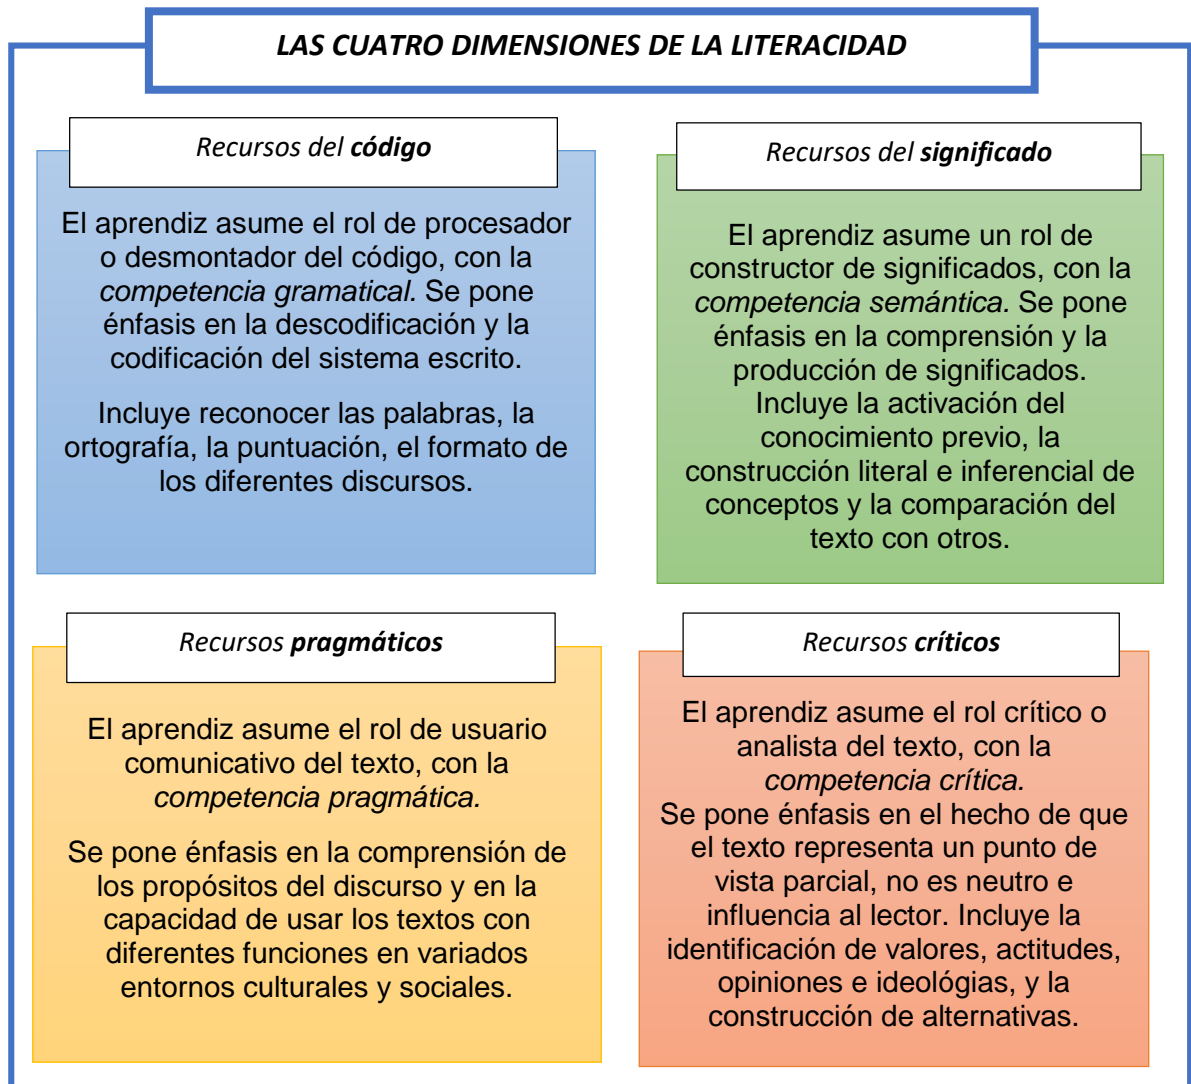 LAS CUATRO DIMENSIONES DE LA LITERACIDAD
Recursos del código
El aprendiz asume el rol de procesador
o desmontador del código, con la
competencia gramatical. Se pone
énfasis en la descodificación y la
codificación del sistema escrito.
Incluye reconocer las palabras, la
ortografía, la puntuación, el formato de
los diferentes discursos.
Recursos del significado
El aprendiz asume un rol de
constructor de significados, con la
competencia semántica. Se pone
énfasis en la comprensión y la
producción de significados.
Incluye la activación del
conocimiento previo, la
construcción literal e inferencial de
conceptos y la comparación del
texto con otros.
Recursos pragmáticos
El aprendiz asume el rol de usuario
comunicativo del texto, con la
competencia pragmática.
Se pone énfasis en la comprensión de
los propósitos del discurso y en la
capacidad de usar los textos con
diferentes funciones en variados
entornos culturales y sociales.
Recursos críticos
El aprendiz asume el rol crítico o
analista del texto, con la
competencia crítica.
Se pone énfasis en el hecho de que
el texto representa un punto de
vista parcial, no es neutro e
influencia al lector. Incluye la
identificación de valores, actitudes,
opiniones e ideológias, y la
construcción de alternativas.